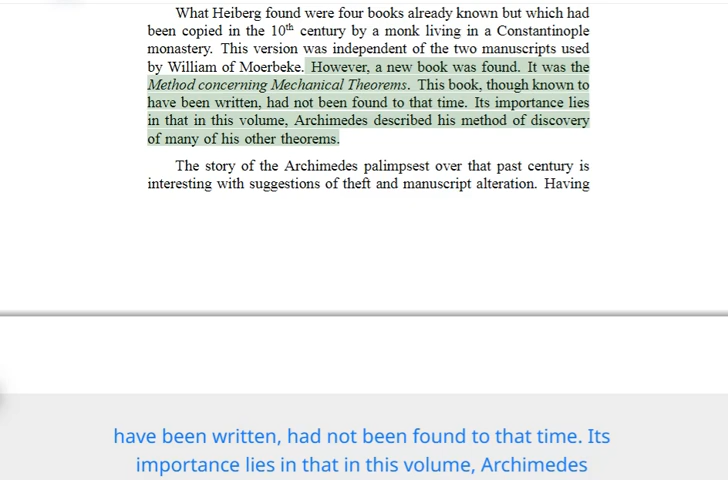 What Heiberg found were four books already known but which had
been copied in the 10th century by a monk living in a Constantinople
monastery. This version was independent of the two manuscripts used
by William of Moerbeke. However, a new book was found. It was the
Method concerning Mechanical Theorems. This book, though known to
have been written, had not been found to that time. Its importance lies
in that in this volume, Archimedes described his method of discovery
of many of his other theorems.
The story of the Archimedes palimpsest over that past century is
interesting with suggestions of theft and manuscript alteration. Having
have been written, had not been found to that time. Its
importance lies in that in this volume, Archimedes